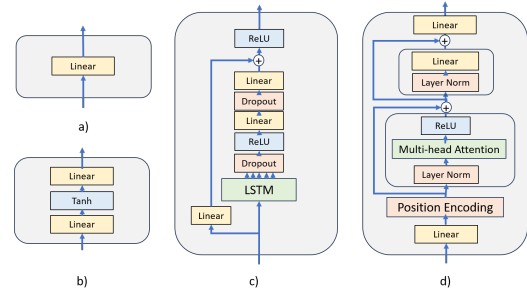 Linear
a)
Linear
Tanh
Linear
b)
ReLU
+
Linear
Dropout
Linear
ReLU
Dropout
LSTM
Linear
c)
Linear
+
Linear
Layer Norm
+
ReLU
Multi-head Attention
Layer Norm
Position Encoding
Linear
d)